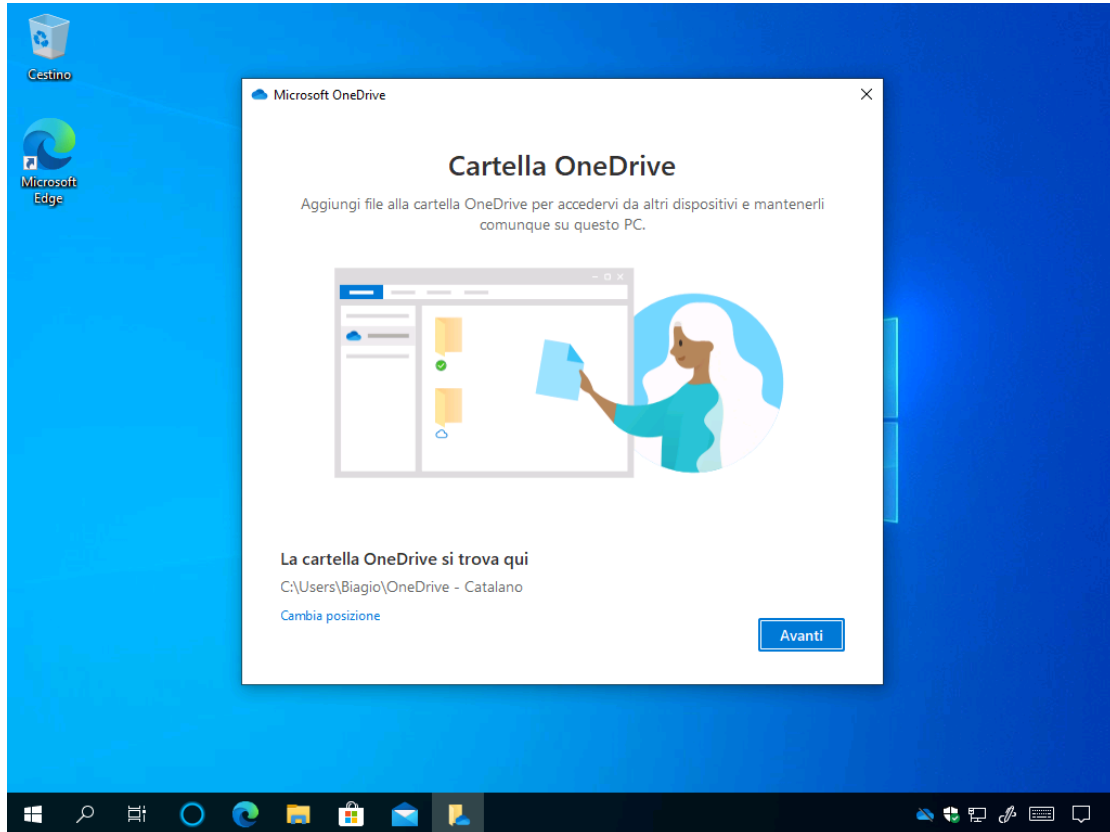 Cestino
Microsoft
Edge
Microsoft OneDrive
Cartella OneDrive
Aggiungi file alla cartella OneDrive per accedervi da altri dispositivi e mantenerli
comunque su questo PC.
La cartella OneDrive si trova qui
C:\Users\Biagio\OneDrive - Catalano
Cambia posizione
Avanti